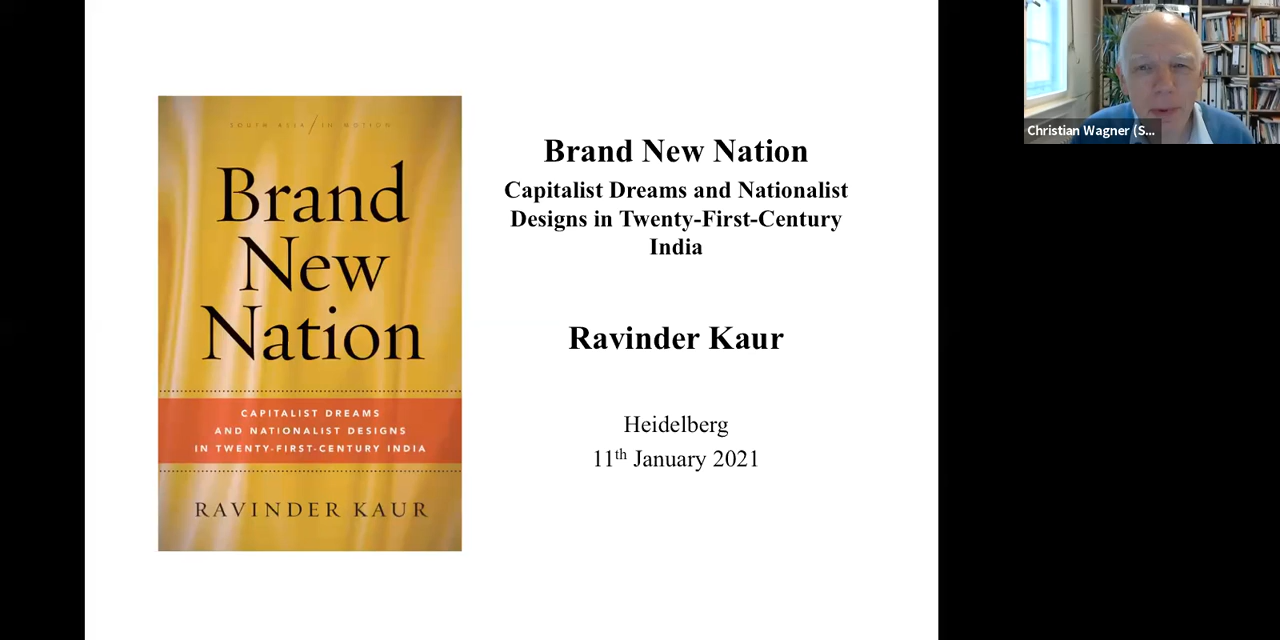 SOUTH ASIA/IN MOTION
Brand
New
Nation
CAPITALIST DREAMS
AND NATIONALIST DESIGNS
IN TWENTY-FIRST-CENTURY INDIA
RAVINDER KAUR
Brand New Nation
Capitalist Dreams and Nationalist
Designs in Twenty-First-Century
India
Ravinder Kaur
Heidelberg
11th January 2021
Christian Wagner (S...